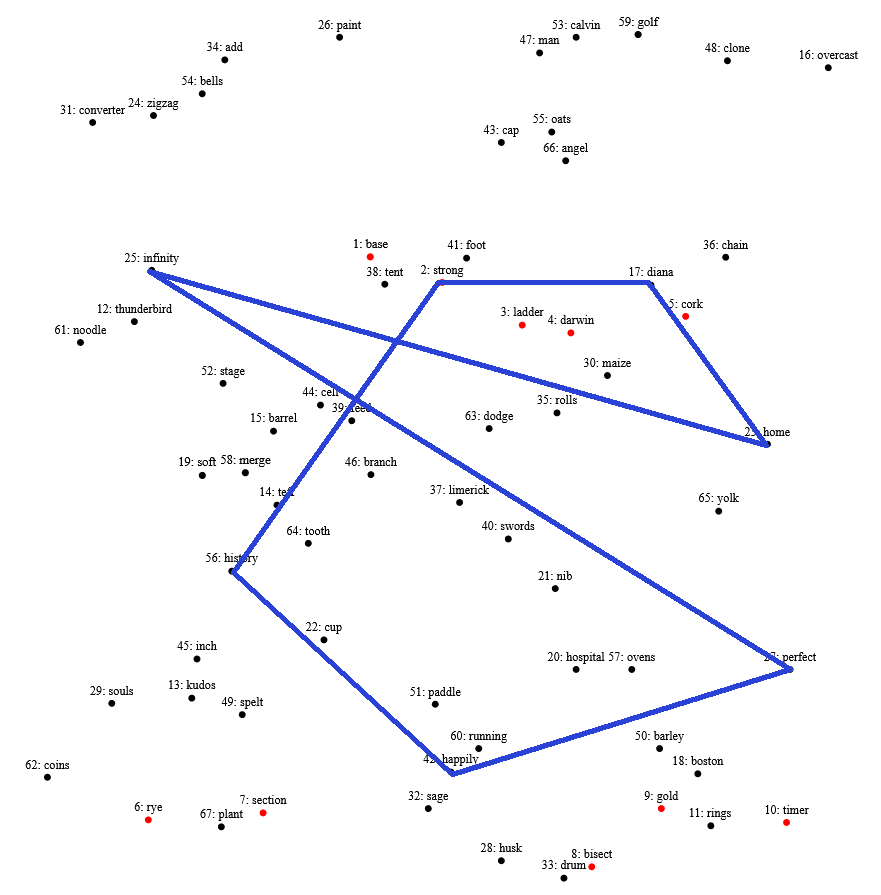 26: paint
53: calvin
59: golf
47: man
34: add
48: clone
16: overcast
54: bells
24: zigzag
31: converter
55: oats
43: cap
66: angel
1: base
41: foot
36: chain
25: infinity
38: tent
2: strong
17: diana
12: thunderbird
3: ladder
4: darwin
5: cork
61: noodle
52: stage
30: maize
44: cell
39:
35: rolls
15: barrel
63: dodge
23: home
19: soft
58: merge
46: branch
14:
37: limerick
65: yolk
64: tooth
40: swords
56: history
21: nib
22: cup
45: inch
20: hospital
57: ovens
27: perfect
29: souls
13: kudos
49: spelt
51: paddle
60: running
50: barley
42: happily
18: boston
62: coins
6: rye
7: section
67: plant
32: sage
9: gold
11: rings
10: timer
28: husk
8: bisect
33: drum